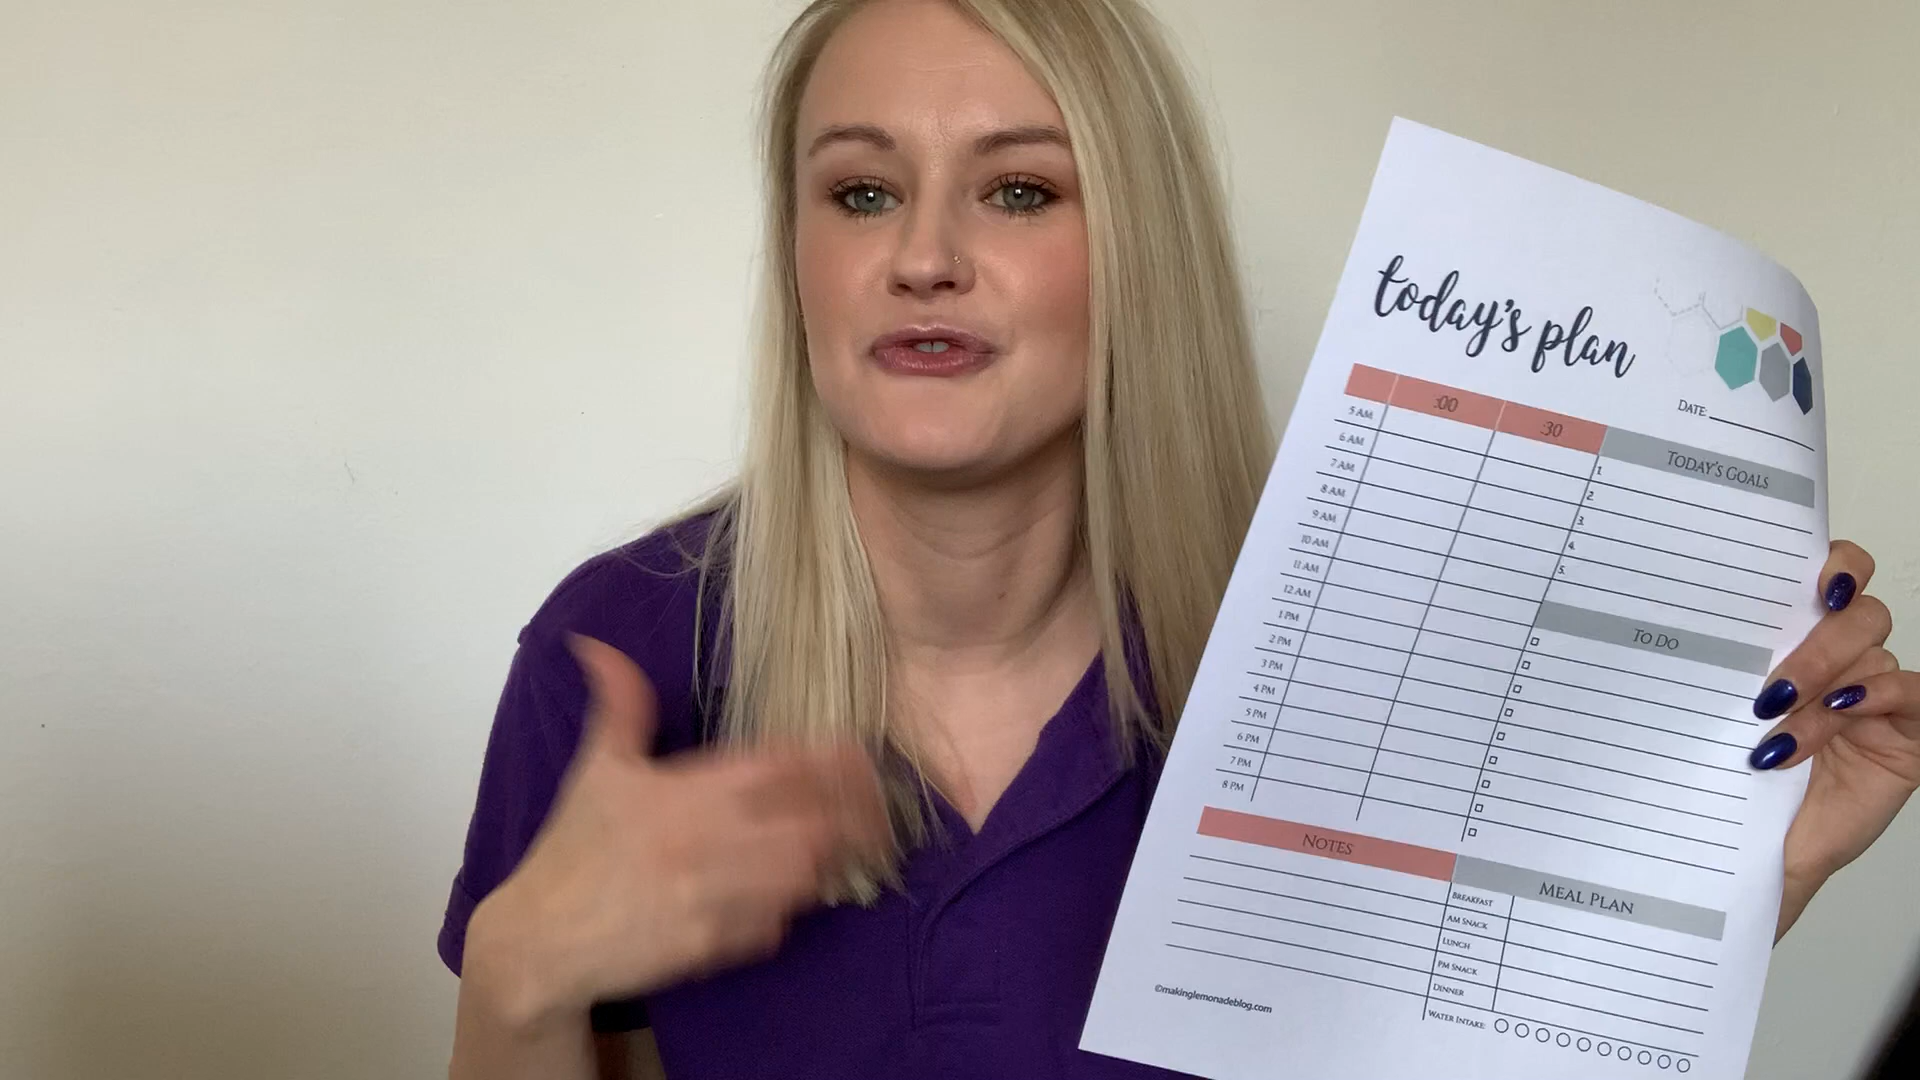 today's plan
DATE:
:00 :30
TODAY'S GOALS
5 AM
6 AM
7 AM
8 AM
9 AM
10 AM
11 AM
12 AM
1 PM
2 PM
3 PM
4 PM
5 PM
6 PM
7 PM
8 PM
1.
2.
3.
4.
5.
TO DO
NOTES
MEAL PLAN
BREAKFAST
AM SNACK
LUNCH
PM SNACK
DINNER
WATER INTAKE:
©makinglemonadeblog.com